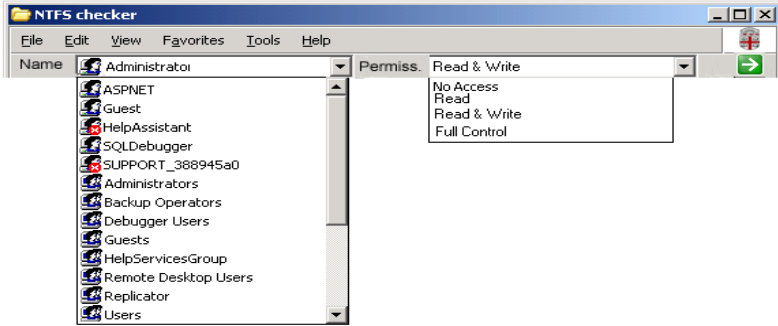 NTFS checker
File Edit View Favorites Tools Help
Name Administrator Permiss. Read & Write
ASPNET
Guest
HelpAssistant
SQLDebugger
SUPPORT_388945a0
Administrators
Backup Operators
Debugger Users
Guests
HelpServicesGroup
Remote Desktop Users
Replicator
Users
No Access
Read
Read & Write
Full Control